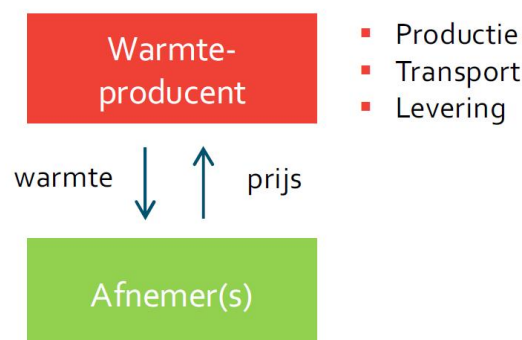 Warmte-
producent
▪ Productie
▪ Transport
▪ Levering
warmte
prijs
Afnemer(s)